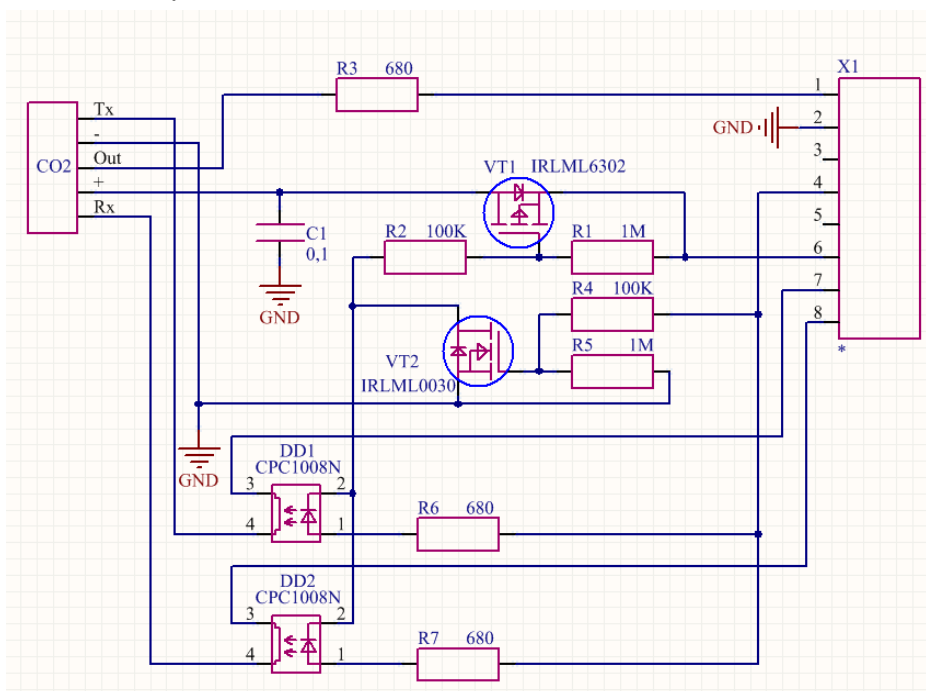 R3 680
X1
1
Tx
GND
2
-
CO2
Out
3
VT1 IRLML6302
+
4
Rx
5
C1
0,1
R2 100K
R1 1M
6
R4 100K
7
GND
8
R5 1M
*
VT2
IRLML0030
DD1
CPC1008N
GND
3
2
R6 680
4
1
DD2
CPC1008N
3
2
R7 680
4
1